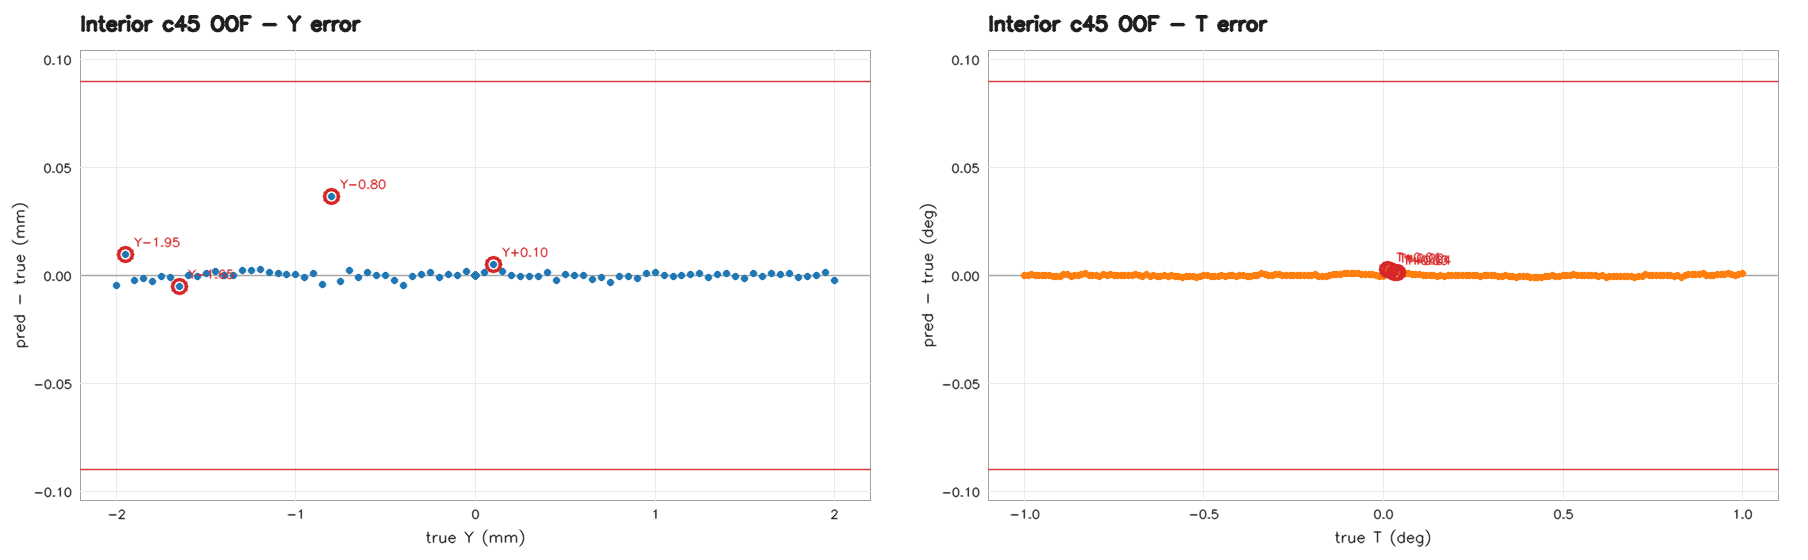 Interior c45 OOF − Y error
0.10
0.05
0.00
−0.05
−0.10
pred − true (mm)
Y−1.95
Y−0.80
Y+0.10
−2
−1
0
1
2
true Y (mm)
Interior c45 OOF − T error
0.10
0.05
0.00
−0.05
−0.10
pred − true (deg)
−1.0
−0.5
0.0
0.5
1.0
true T (deg)